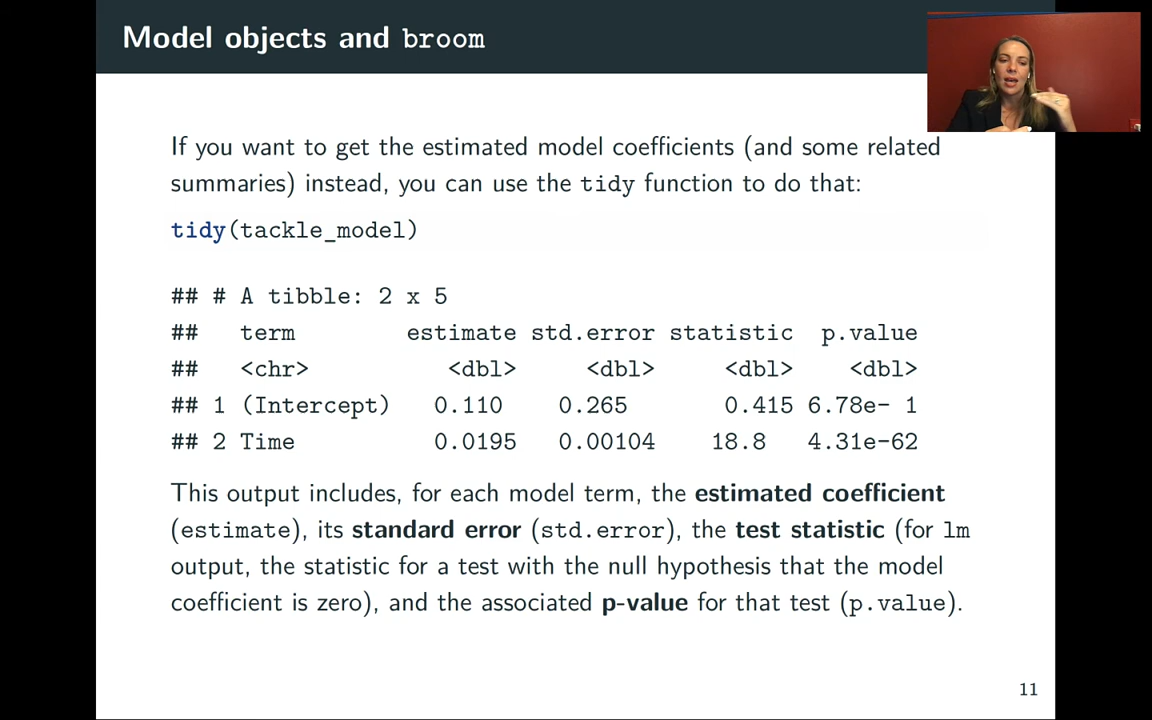 Model objects and broom
If you want to get the estimated model coefficients (and some related
summaries) instead, you can use the tidy function to do that:
tidy(tackle_model)
## # A tibble: 2 x 5
##   term        estimate std.error statistic  p.value
##   <chr>          <dbl>     <dbl>     <dbl>    <dbl>
## 1 (Intercept)   0.110    0.265       0.415 6.78e- 1
## 2 Time          0.0195   0.00104    18.8   4.31e-62
This output includes, for each model term, the estimated coefficient
(estimate), its standard error (std.error), the test statistic (for lm
output, the statistic for a test with the null hypothesis that the model
coefficient is zero), and the associated p-value for that test (p.value).
11